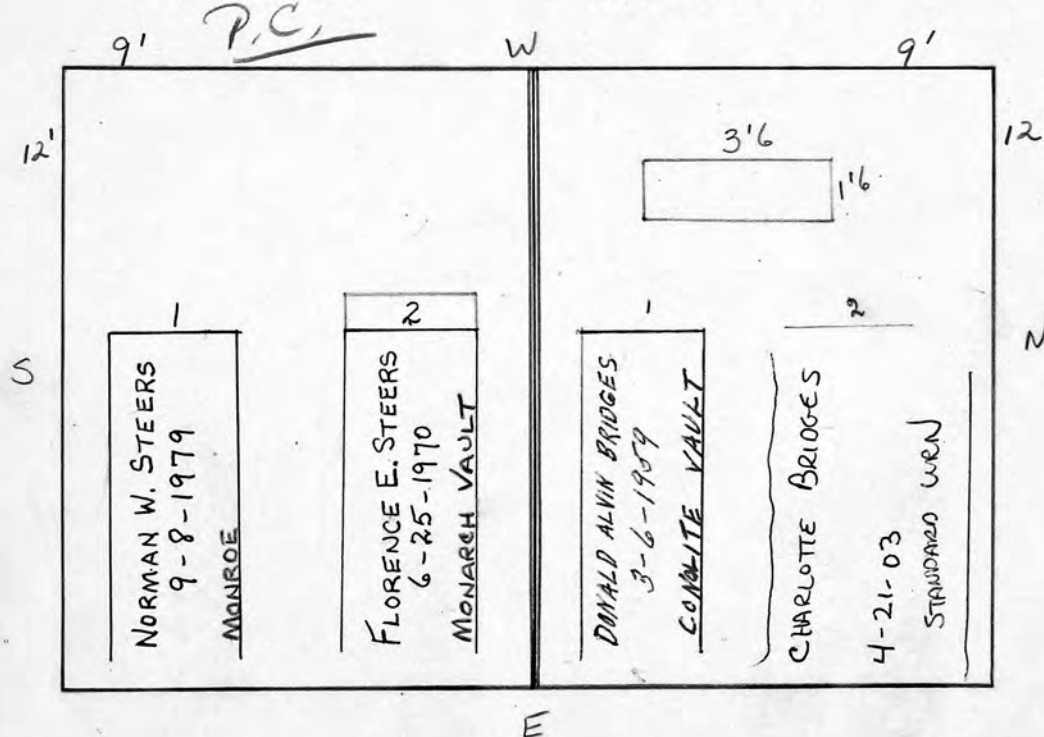 P.C.
9' W 9'
12' 12
3'6
1'6
S N
1
NORMAN W. STEERS
9-8-1979
MONROE
2
FLORENCE E. STEERS
6-25-1970
MONARCH VAULT
1
DONALD ALVIN BRIDGES
3-6-1959
CONOLITE VAULT
2
CHARLOTTE BRIDGES
4-21-03
STANDARD URN
E